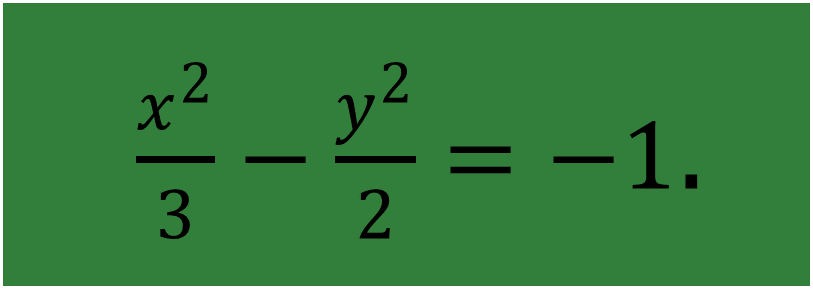 x²/3 − y²/2 = −1.